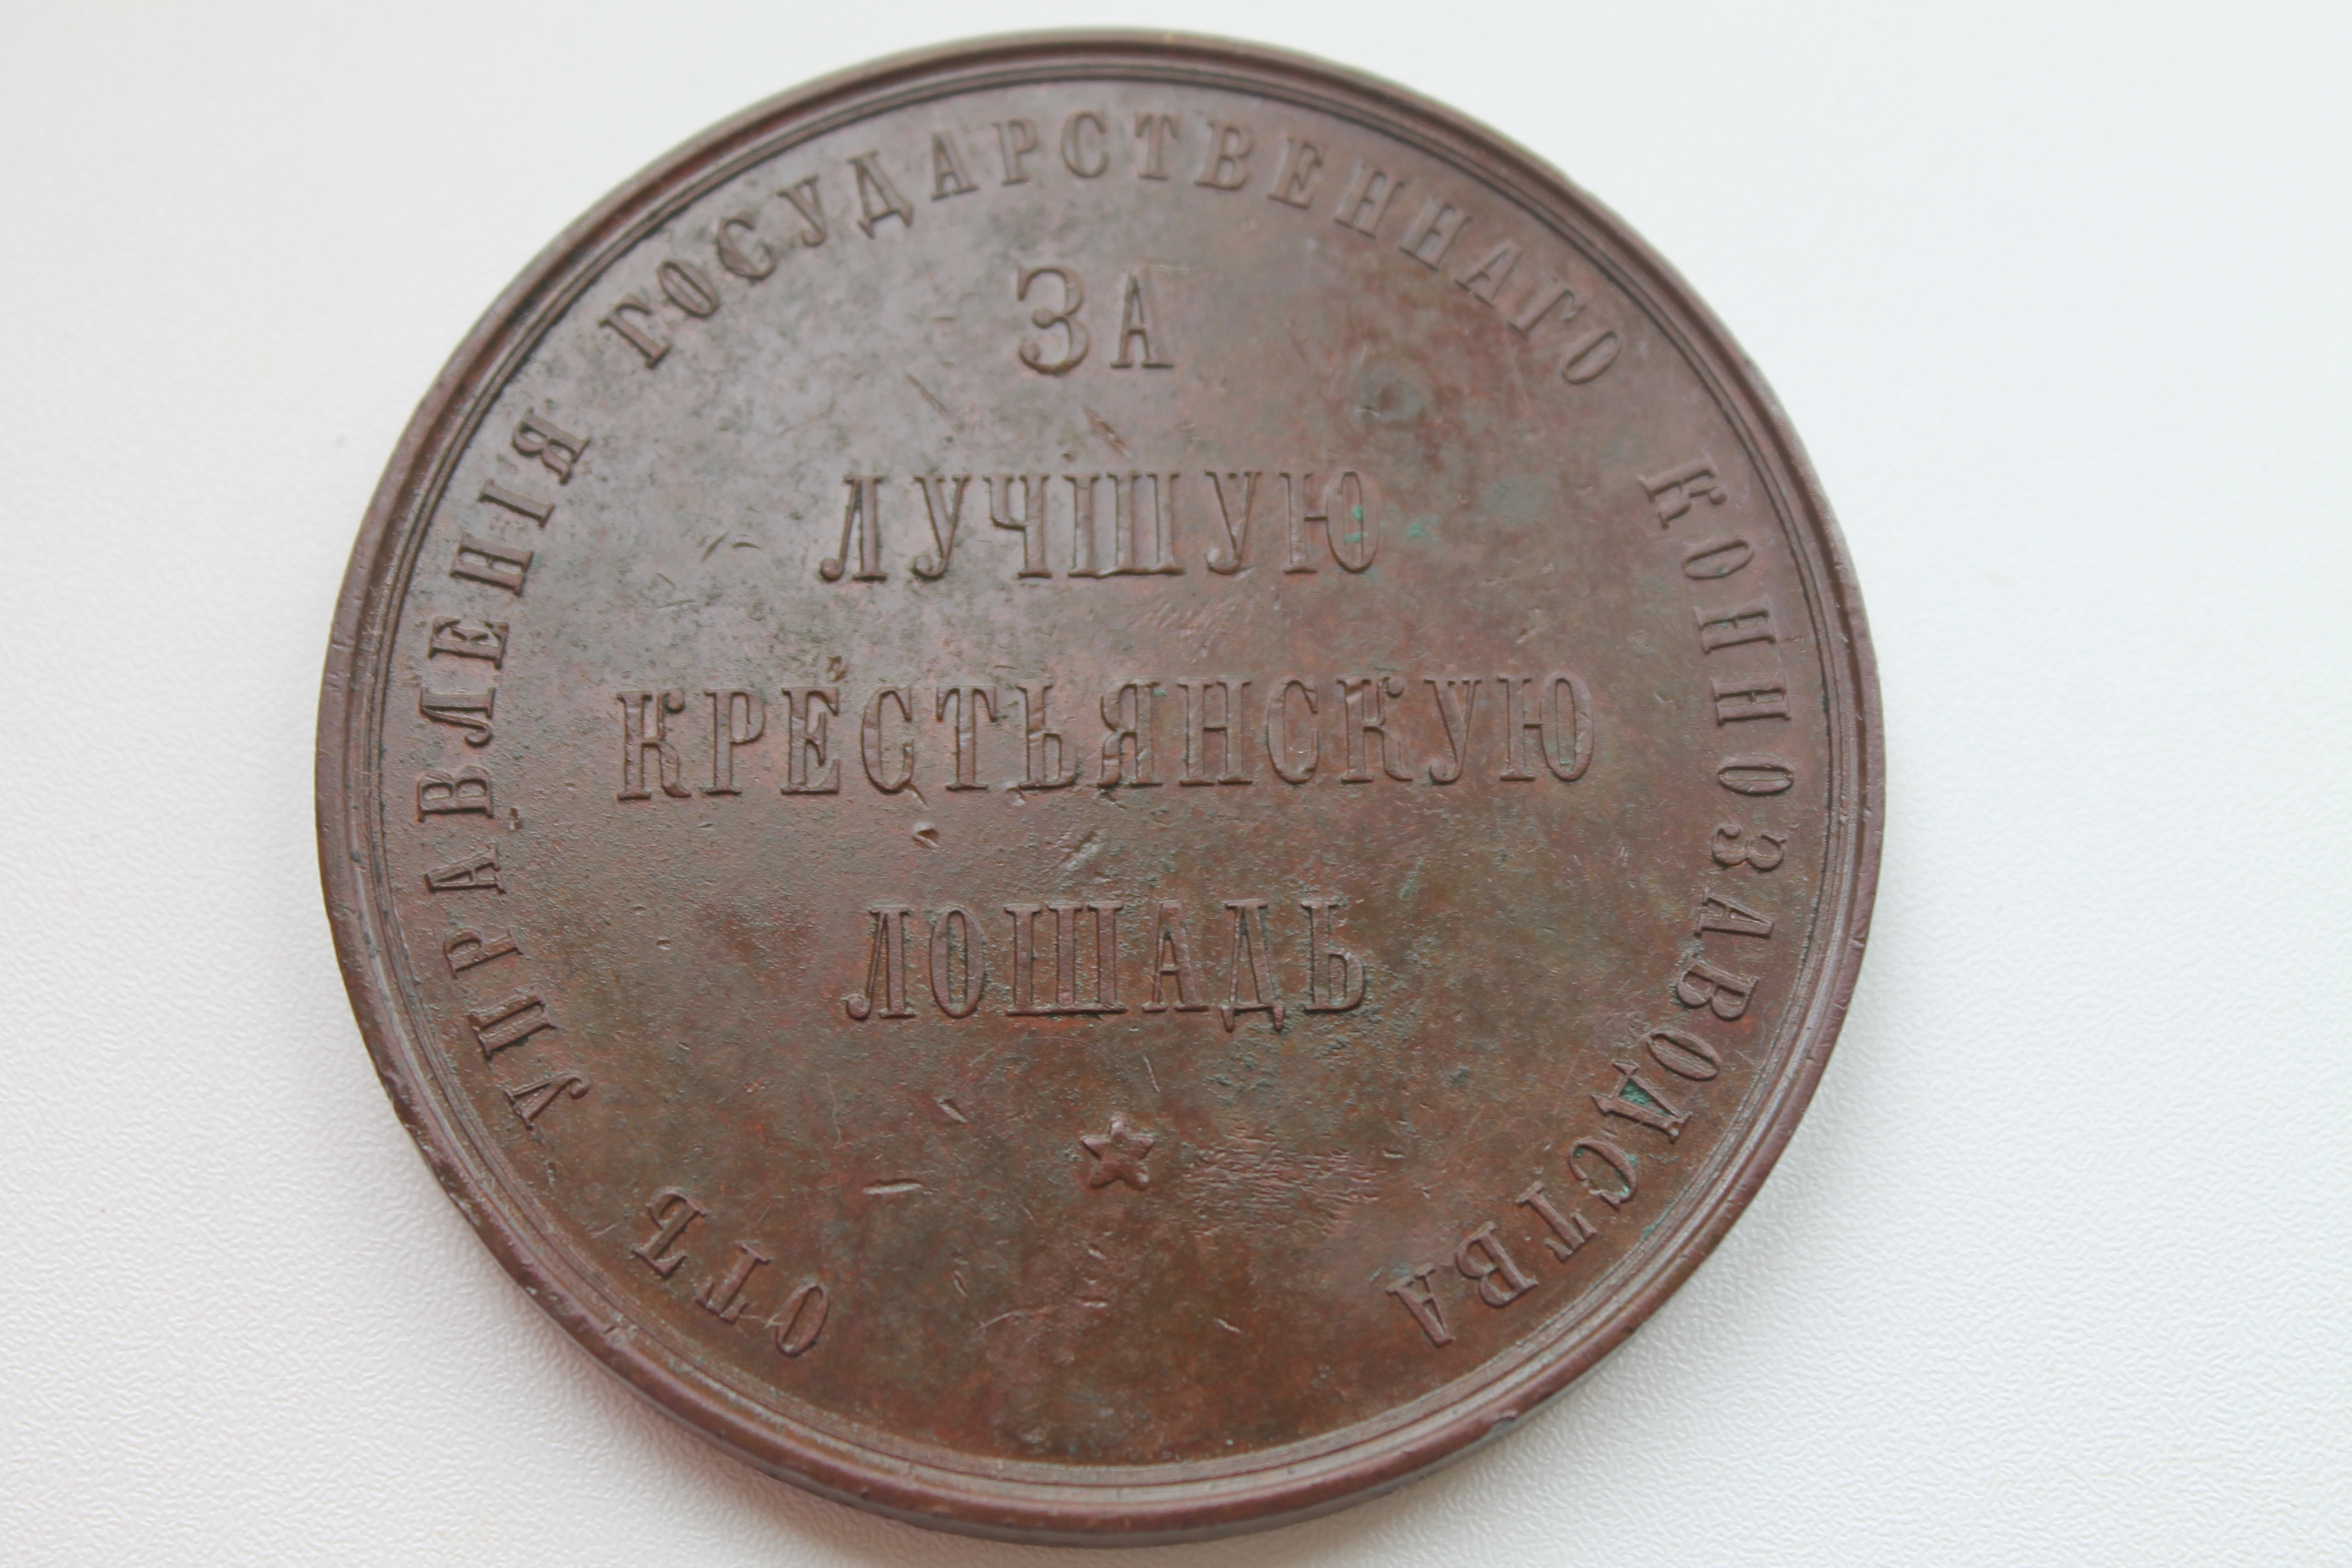 ОТЪ УПРАВЛЕНІЯ ГОСУДАРСТВЕННАГО КОННОЗАВОДСТВА
ЗА
ЛУЧШУЮ
КРЕСТЬЯНСКУЮ
ЛОШАДЬ